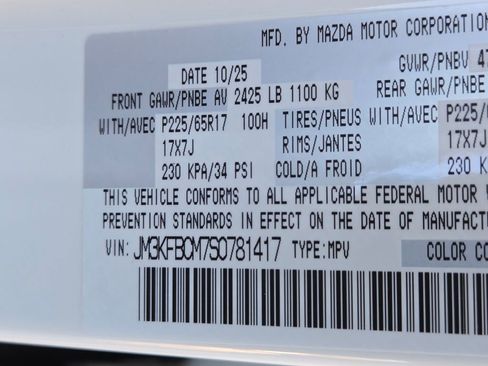 MFD. BY MAZDA MOTOR CORPORATION
GVWR/PNBV 47
DATE 10/25
REAR GAWR/PNB
FRONT GAWR/PNBE AV 2425 LB 1100 KG
WITH/AVEC P225/65R17 100H TIRES/PNEUS P225/6
WITH/AVEC
17X7J RIMS/JANTES 17X7J
230 KPA/34 PSI COLD/A FROID 230 K
THIS VEHICLE CONFORMS TO ALL APPLICABLE FEDERAL MOTOR
PREVENTION STANDARDS IN EFFECT ON THE DATE OF MANUFACT
VIN: JM3KFBCM7S0781417 TYPE:MPV
COLOR CO